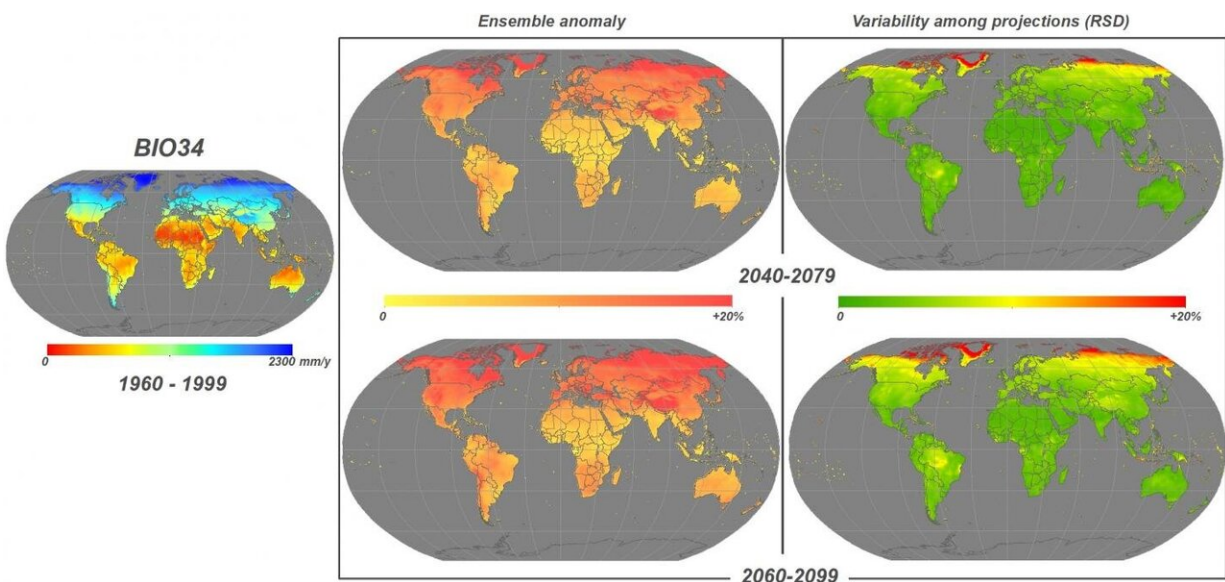 Ensemble anomaly
Variability among projections (RSD)
BIO34
0
2300 mm/y
1960 - 1999
2040-2079
0
+20%
0
+20%
2060-2099